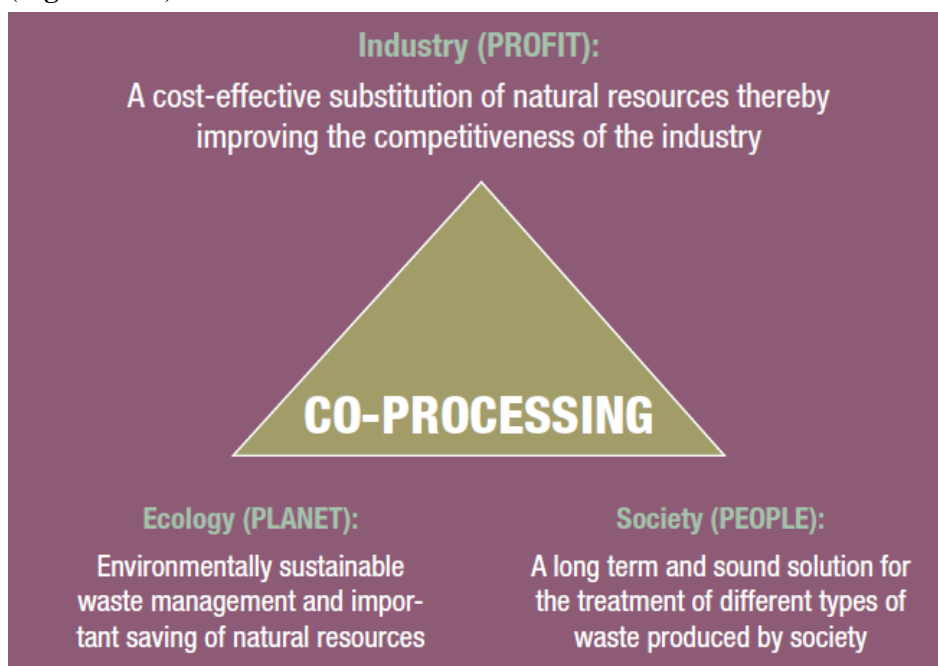 Industry (PROFIT):
A cost-effective substitution of natural resources thereby
improving the competitiveness of the industry
CO-PROCESSING
Ecology (PLANET):
Environmentally sustainable
waste management and impor-
tant saving of natural resources
Society (PEOPLE):
A long term and sound solution for
the treatment of different types of
waste produced by society